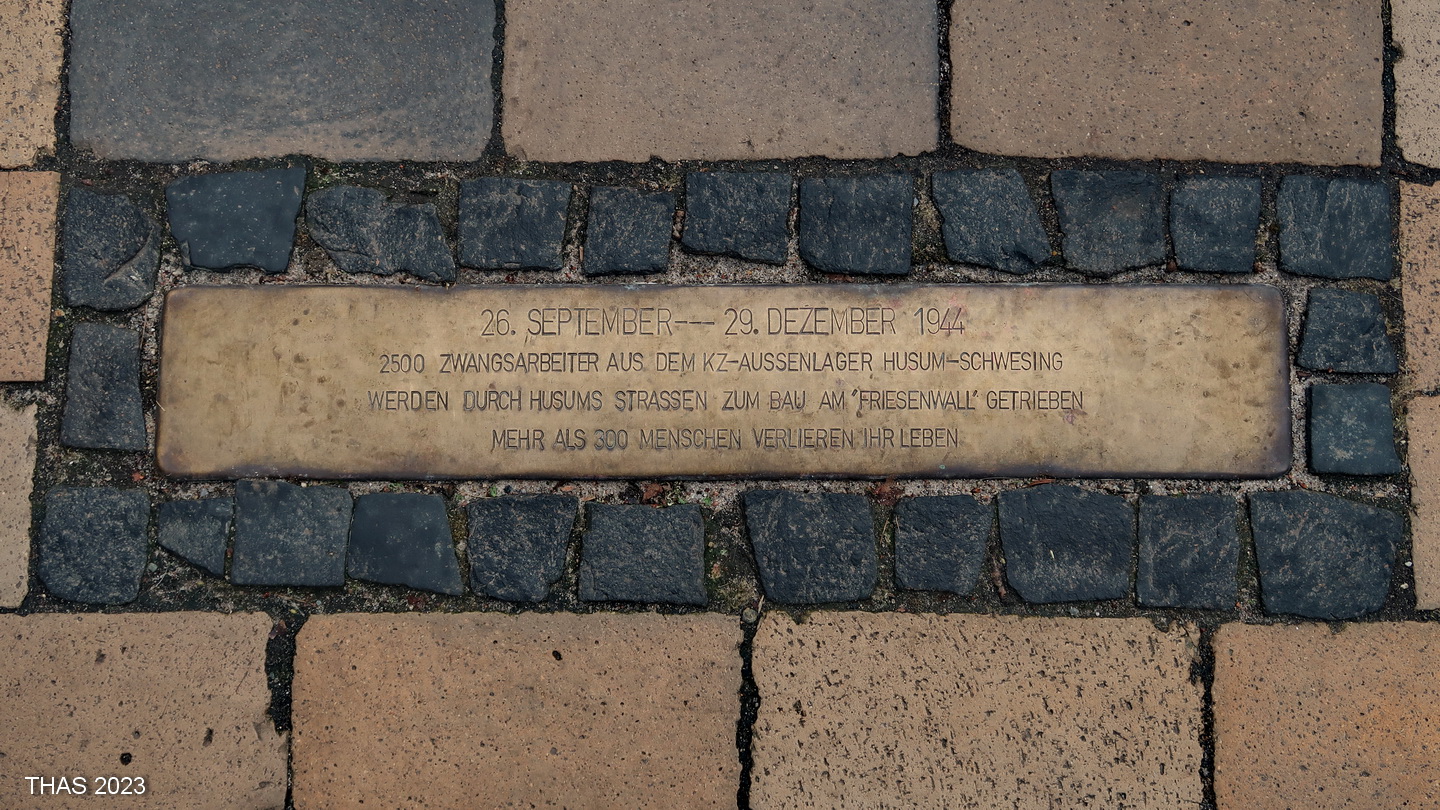 26. SEPTEMBER--- 29. DEZEMBER 1944
2500 ZWANGSARBEITER AUS DEM KZ-AUSSENLAGER HUSUM-SCHWESING
WERDEN DURCH HUSUMS STRASSEN ZUM BAU AM 'FRIESENWALL' GETRIEBEN
MEHR ALS 300 MENSCHEN VERLIEREN IHR LEBEN
THAS 2023